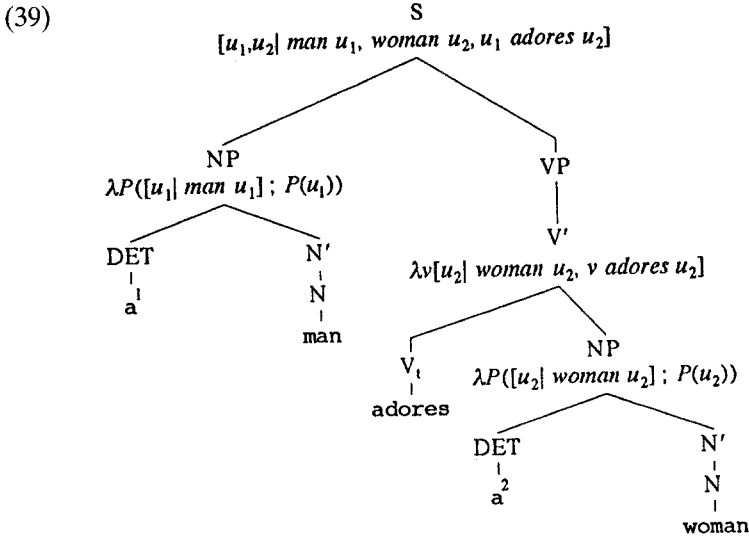 (39)
S
[u₁,u₂| man u₁, woman u₂, u₁ adores u₂]
NP VP
λP([u₁| man u₁] ; P(u₁))
V'
DET N'
λv[u₂| woman u₂, v adores u₂]
a¹ N
man
Vₜ NP
adores λP([u₂| woman u₂] ; P(u₂))
DET N'
a² N
woman